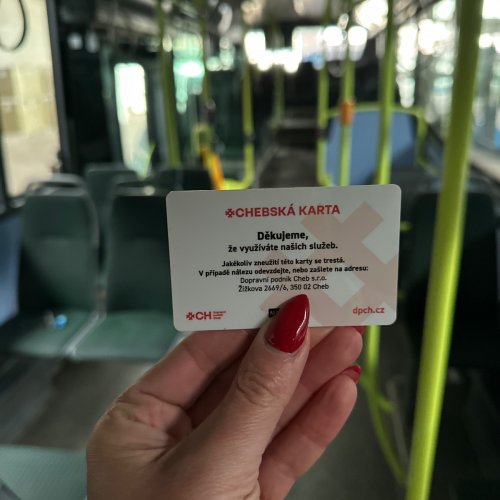 CHEBSKÁ KARTA
Děkujeme,
že využíváte našich služeb.
Jakékoliv zneužití této karty se trestá.
V případě nálezu odevzdejte, nebo zašlete na adresu:
Dopravní podnik Cheb s.r.o.
Žižkova 2669/6, 350 02 Cheb
CH
dpch.cz